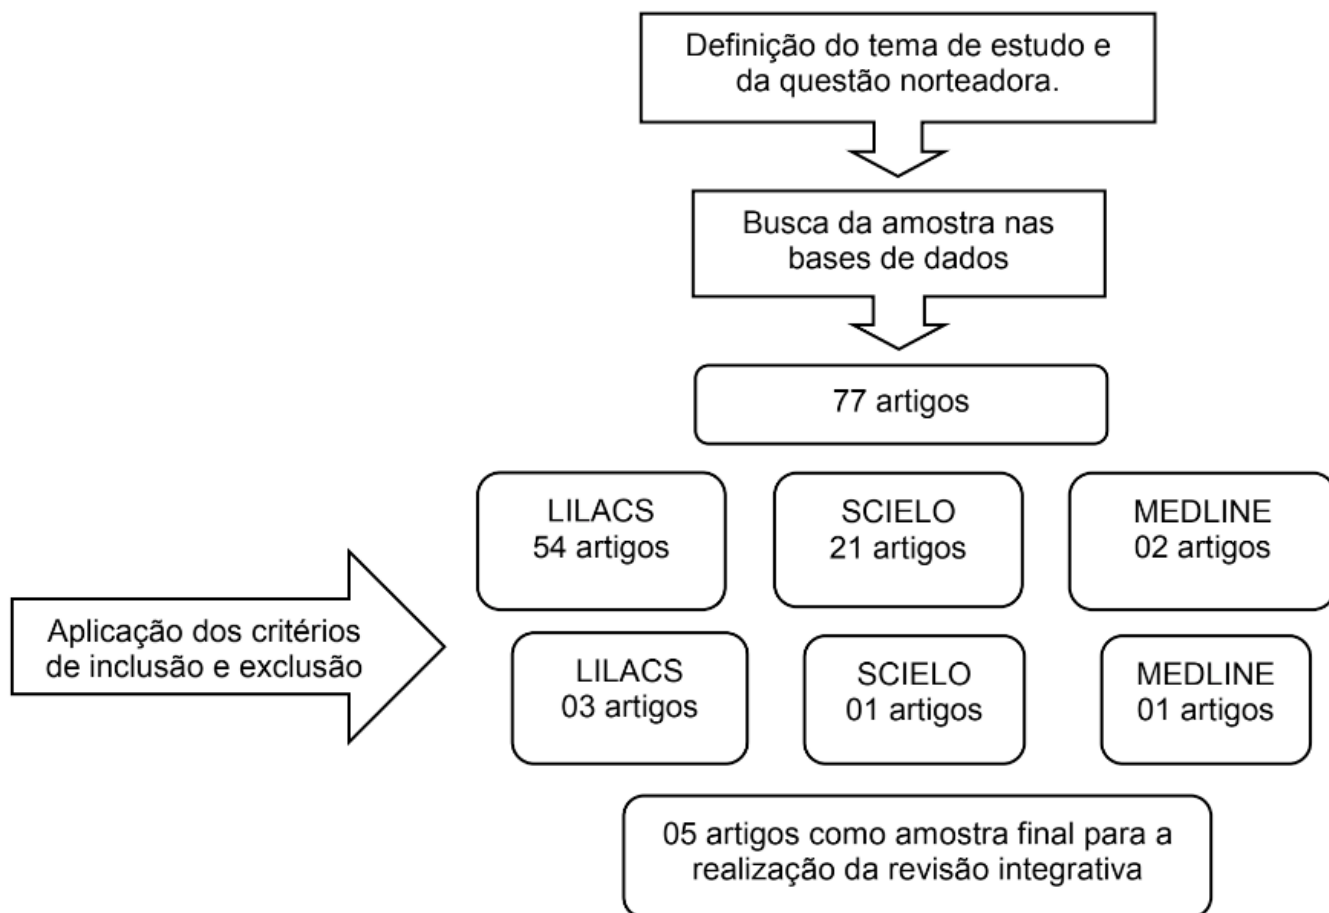 Definição do tema de estudo e
da questão norteadora.
Busca da amostra nas
bases de dados
77 artigos
LILACS
54 artigos
SCIELO
21 artigos
MEDLINE
02 artigos
Aplicação dos critérios
de inclusão e exclusão
LILACS
03 artigos
SCIELO
01 artigos
MEDLINE
01 artigos
05 artigos como amostra final para a
realização da revisão integrativa